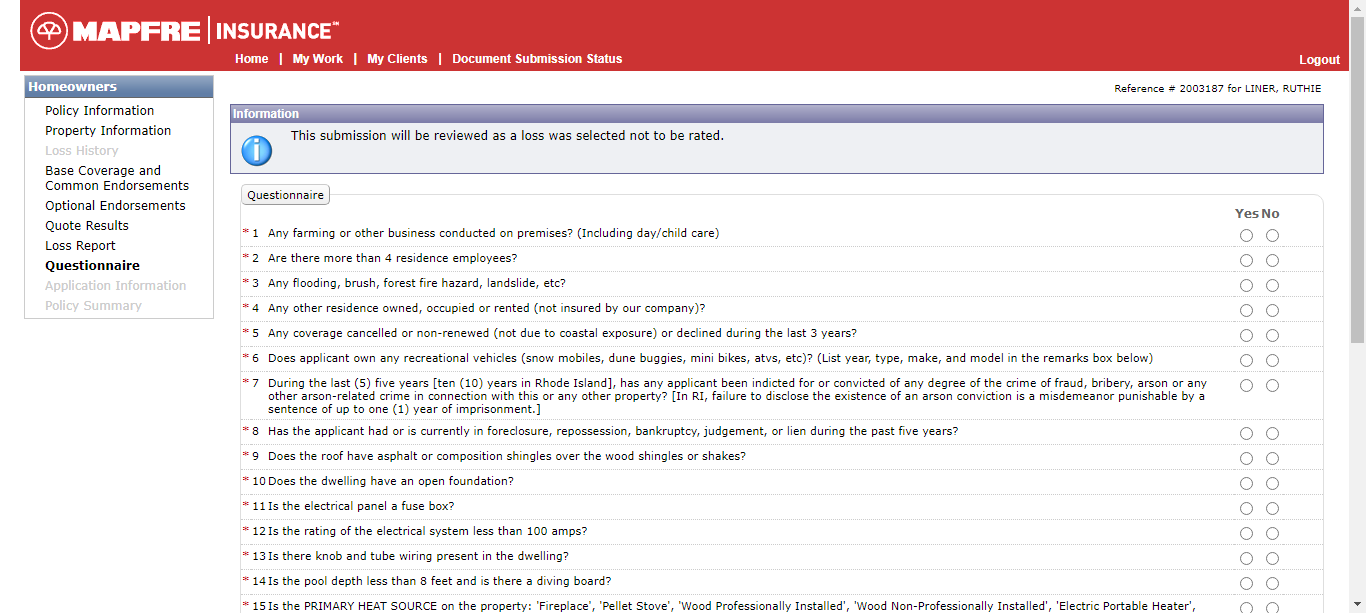 MAPFRE | INSURANCE℠
Home | My Work | My Clients | Document Submission Status
Logout
Homeowners
Policy Information
Property Information
Loss History
Base Coverage and
Common Endorsements
Optional Endorsements
Quote Results
Loss Report
Questionnaire
Application Information
Policy Summary
Reference # 2003187 for LINER, RUTHIE
Information
This submission will be reviewed as a loss was selected not to be rated.
Questionnaire
Yes No
* 1 Any farming or other business conducted on premises? (Including day/child care)
* 2 Are there more than 4 residence employees?
* 3 Any flooding, brush, forest fire hazard, landslide, etc?
* 4 Any other residence owned, occupied or rented (not insured by our company)?
* 5 Any coverage cancelled or non-renewed (not due to coastal exposure) or declined during the last 3 years?
* 6 Does applicant own any recreational vehicles (snow mobiles, dune buggies, mini bikes, atvs, etc)? (List year, type, make, and model in the remarks box below)
* 7 During the last (5) five years [ten (10) years in Rhode Island], has any applicant been indicted for or convicted of any degree of the crime of fraud, bribery, arson or any
other arson-related crime in connection with this or any other property? [In RI, failure to disclose the existence of an arson conviction is a misdemeanor punishable by a
sentence of up to one (1) year of imprisonment.]
* 8 Has the applicant had or is currently in foreclosure, repossession, bankruptcy, judgement, or lien during the past five years?
* 9 Does the roof have asphalt or composition shingles over the wood shingles or shakes?
* 10 Does the dwelling have an open foundation?
* 11 Is the electrical panel a fuse box?
* 12 Is the rating of the electrical system less than 100 amps?
* 13 Is there knob and tube wiring present in the dwelling?
* 14 Is the pool depth less than 8 feet and is there a diving board?
* 15 Is the PRIMARY HEAT SOURCE on the property: 'Fireplace', 'Pellet Stove', 'Wood Professionally Installed', 'Wood Non-Professionally Installed', 'Electric Portable Heater',